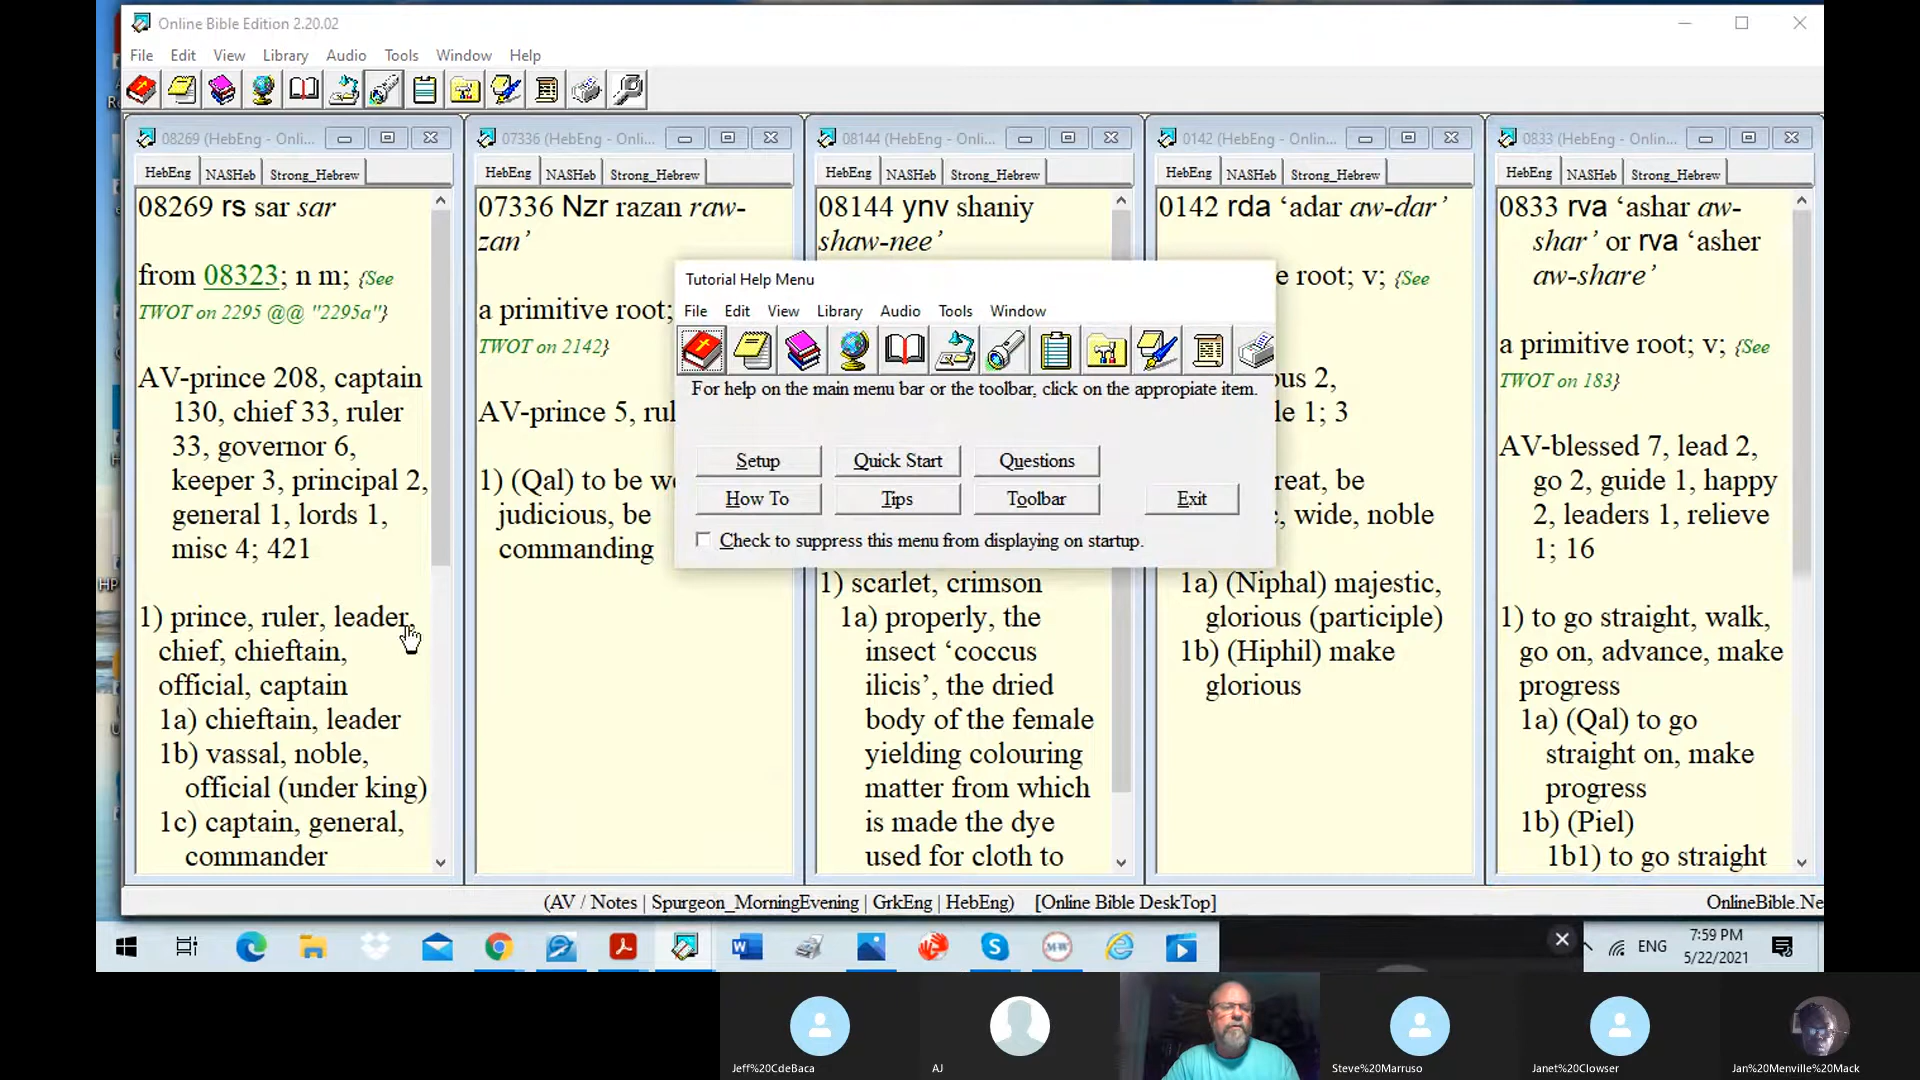 Online Bible Edition 2.20.02
File Edit View Library Audio Tools Window Help
08269 (HebEng - Onli...
HebEng NASHeb Strong_Hebrew
08269 rs sar sar
from 08323; n m; {See
TWOT on 2295 @@ "2295a"}
AV-prince 208, captain
130, chief 33, ruler
33, governor 6,
keeper 3, principal 2,
general 1, lords 1,
misc 4; 421
1) prince, ruler, leader,
chief, chieftain,
official, captain
1a) chieftain, leader
1b) vassal, noble,
official (under king)
1c) captain, general,
commander
07336 (HebEng - Onli...
HebEng NASHeb Strong_Hebrew
07336 Nzr razan raw-
zan’
a primitive root;
TWOT on 2142}
AV-prince 5, rul
1) (Qal) to be we
judicious, be
commanding
08144 (HebEng - Onli...
HebEng NASHeb Strong_Hebrew
08144 ynv shaniy
shaw-nee’
1) scarlet, crimson
1a) properly, the
insect ‘coccus
ilicis’, the dried
body of the female
yielding colouring
matter from which
is made the dye
used for cloth to
0142 (HebEng - Onlin...
HebEng NASHeb Strong_Hebrew
0142 rda ‘adar aw-dar’
e root; v; {See
ous 2,
le 1; 3
reat, be
, wide, noble
1a) (Niphal) majestic,
glorious (participle)
1b) (Hiphil) make
glorious
0833 (HebEng - Onlin...
HebEng NASHeb Strong_Hebrew
0833 rva ‘ashar aw-
shar’ or rva ‘asher
aw-share’
a primitive root; v; {See
TWOT on 183}
AV-blessed 7, lead 2,
go 2, guide 1, happy
2, leaders 1, relieve
1; 16
1) to go straight, walk,
go on, advance, make
progress
1a) (Qal) to go
straight on, make
progress
1b) (Piel)
1b1) to go straight
Tutorial Help Menu
File Edit View Library Audio Tools Window
For help on the main menu bar or the toolbar, click on the appropiate item.
Setup Quick Start Questions
How To Tips Toolbar Exit
Check to suppress this menu from displaying on startup.
(AV / Notes | Spurgeon_MorningEvening | GrkEng | HebEng) [Online Bible DeskTop]
OnlineBible.Ne
ENG
7:59 PM
5/22/2021
Jeff%20CdeBaca
AJ
Steve%20Marruso
Janet%20Clowser
Jan%20Menville%20Mack